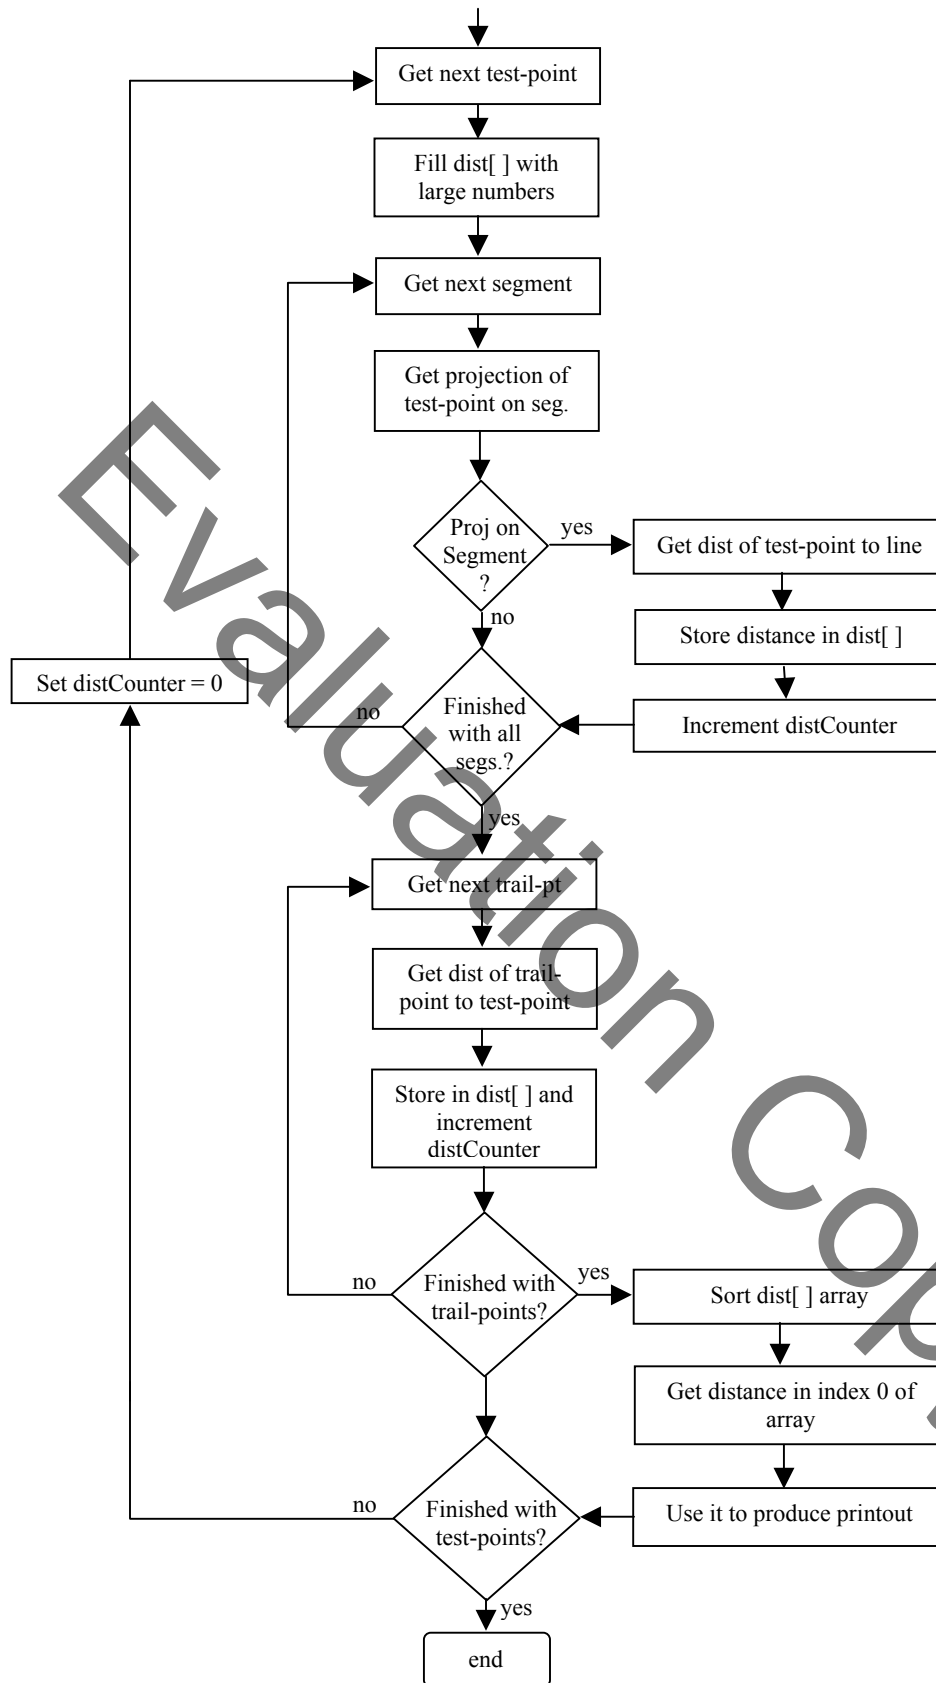 Get next test-point
Fill dist[ ] with
large numbers
Get next segment
Get projection of
test-point on seg.
Proj on
Segment
?
yes
no
Get dist of test-point to line
Store distance in dist[ ]
Increment distCounter
Set distCounter = 0
Finished
with all
segs.?
no
yes
Get next trail-pt
Get dist of trail-
point to test-point
Store in dist[ ] and
increment
distCounter
Finished with
trail-points?
no
yes
Sort dist[ ] array
Get distance in index 0 of
array
Use it to produce printout
Finished with
test-points?
no
yes
end
Evaluation Copy